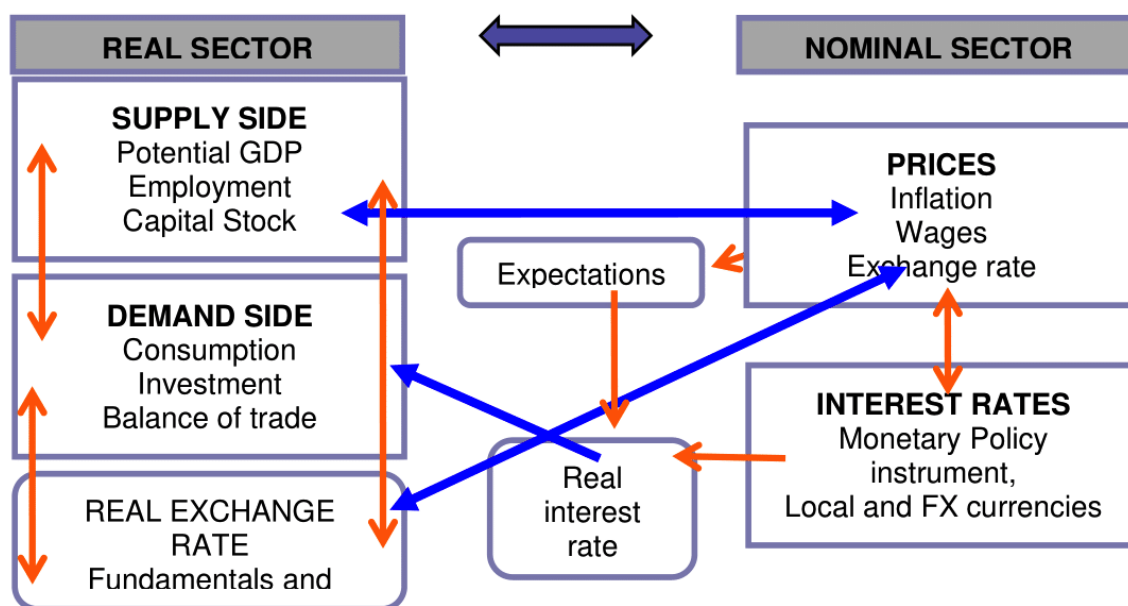 REAL SECTOR
NOMINAL SECTOR
SUPPLY SIDE
Potential GDP
Employment
Capital Stock
PRICES
Inflation
Wages
Exchange rate
Expectations
DEMAND SIDE
Consumption
Investment
Balance of trade
INTEREST RATES
Monetary Policy
instrument,
Local and FX currencies
Real
interest
rate
REAL EXCHANGE
RATE
Fundamentals and